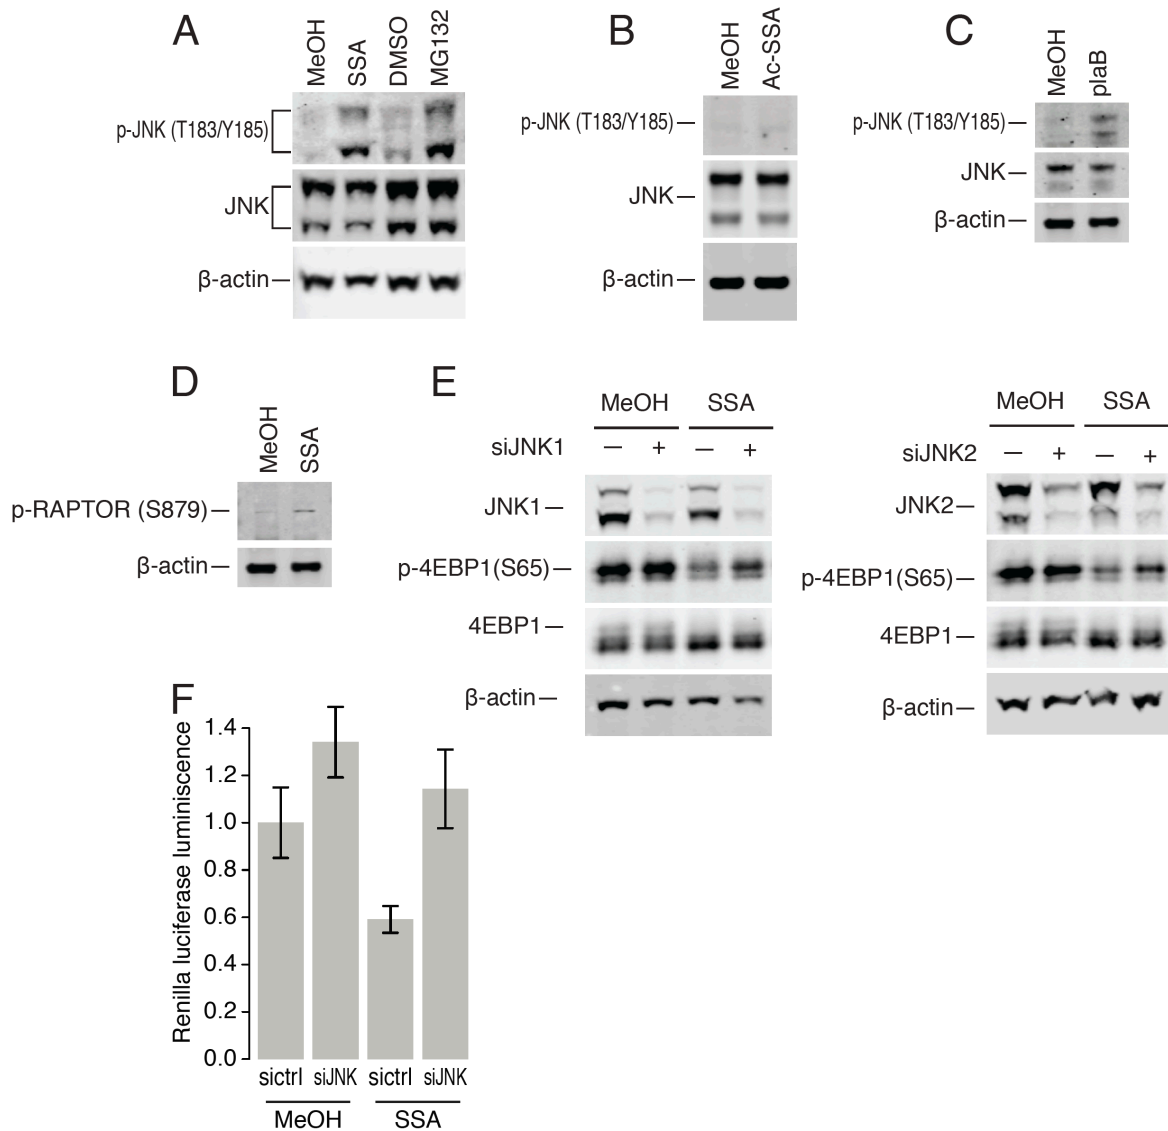 A
MeOH
SSA
DMSO
MG132
p-JNK (T183/Y185)
JNK
β-actin
B
MeOH
Ac-SSA
p-JNK (T183/Y185)
JNK
β-actin
C
MeOH
plaB
p-JNK (T183/Y185)
JNK
β-actin
D
MeOH
SSA
p-RAPTOR (S879)
β-actin
E
MeOH SSA
siJNK1 – + – +
JNK1
p-4EBP1(S65)
4EBP1
β-actin
MeOH SSA
siJNK2 – + – +
JNK2
p-4EBP1(S65)
4EBP1
β-actin
F
Renilla luciferase luminiscence
1.4
1.2
1.0
0.8
0.6
0.4
0.2
0.0
sictrl siJNK sictrl siJNK
MeOH SSA